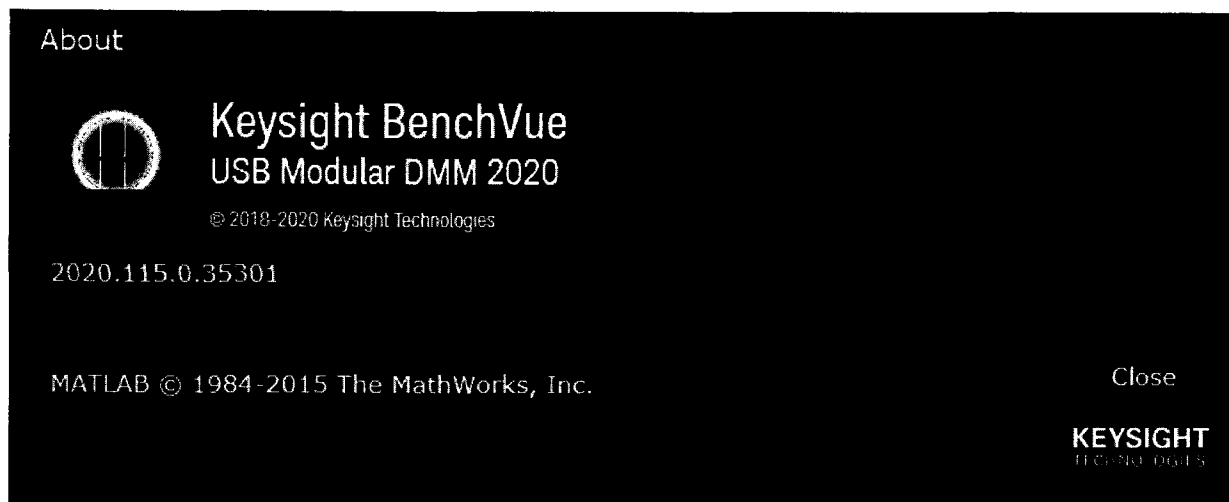 About
Keysight BenchVue
USB Modular DMM 2020
© 2018-2020 Keysight Technologies
2020.115.0.35301
MATLAB © 1984-2015 The MathWorks, Inc.
Close
KEYSIGHT
TECHNOLOGIES